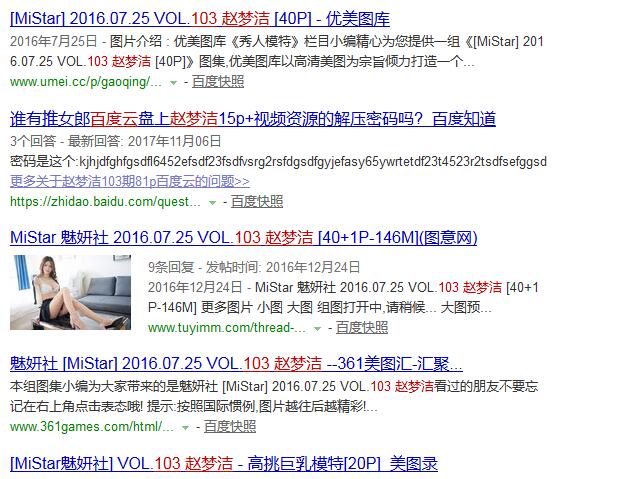 [MiStar] 2016.07.25 VOL.103 赵梦洁 [40P] - 优美图库
2016年7月25日 - 图片介绍：优美图库《秀人模特》栏目小编精心为您提供一组《[MiStar] 201
6.07.25 VOL.103 赵梦洁 [40P]》图集,优美图库以高清美图为宗旨倾力打造一个...
www.umei.cc/p/gaoqing/... - 百度快照
谁有推女郎百度云盘上赵梦洁15p+视频资源的解压密码吗？百度知道
3个回答 - 最新回答: 2017年11月06日
密码是这个:kjhjdfghfgsdfl6452efsdf23fsdfvsrg2rsfdgsdfgyjefasy65ywrtetdf23t4523r2tsdfsefggsd
更多关于赵梦洁103期81p百度云的问题>>
https://zhidao.baidu.com/quest... - 百度快照
MiStar 魅妍社 2016.07.25 VOL.103 赵梦洁 [40+1P-146M](图意网)
9条回复 - 发帖时间: 2016年12月24日
2016年12月24日 - MiStar 魅妍社 2016.07.25 VOL.103 赵梦洁 [40+1
P-146M] 更多图片 小图 大图 组图打开中,请稍候... 大图预...
www.tuyimm.com/thread-... - 百度快照
魅妍社 [MiStar] 2016.07.25 VOL.103 赵梦洁 --361美图汇-汇聚...
本组图集小编为大家带来的是魅妍社 [MiStar] 2016.07.25 VOL.103 赵梦洁看过的朋友不要忘
记在右上角点击表态哦! 提示:按照国际惯例,图片越往后越精彩!...
www.361games.com/html/... - 百度快照
[MiStar魅妍社] VOL.103 赵梦洁 - 高挑巨乳模特[20P]_美图录